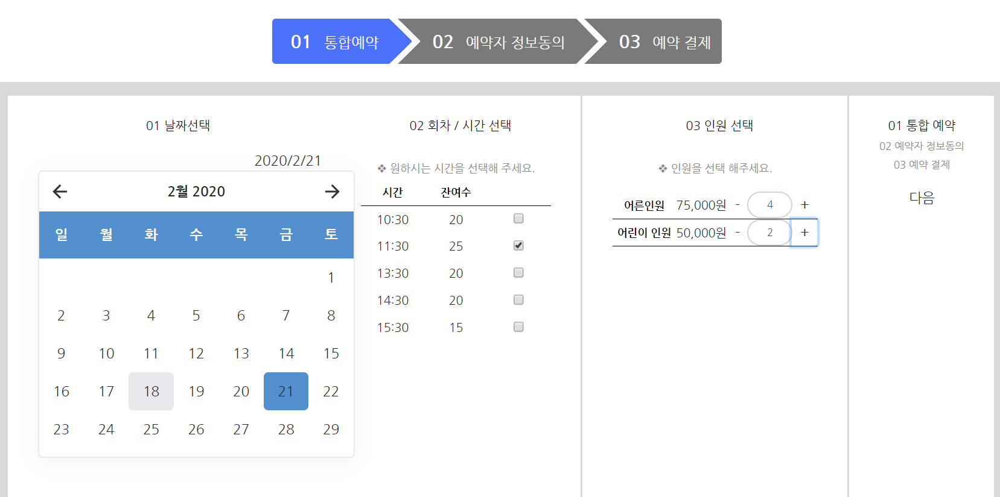 01 통합예약 02 예약자 정보동의 03 예약 결제
01 날짜선택
2020/2/21
2월 2020
일 월 화 수 목 금 토
1
2 3 4 5 6 7 8
9 10 11 12 13 14 15
16 17 18 19 20 21 22
23 24 25 26 27 28 29
02 회차 / 시간 선택
❖ 원하시는 시간을 선택해 주세요.
시간 잔여수
10:30 20
11:30 25
13:30 20
14:30 20
15:30 15
03 인원 선택
❖ 인원을 선택 해주세요.
어른인원 75,000원 - 4 +
어린이 인원 50,000원 - 2 +
01 통합 예약
02 예약자 정보동의
03 예약 결제
다음